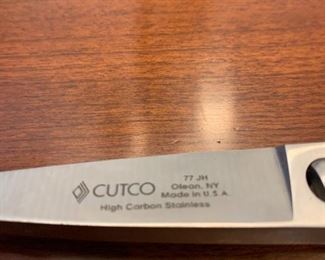 CUTCO
77 JH
Olean, NY
Made in U.S.A.
High Carbon Stainless